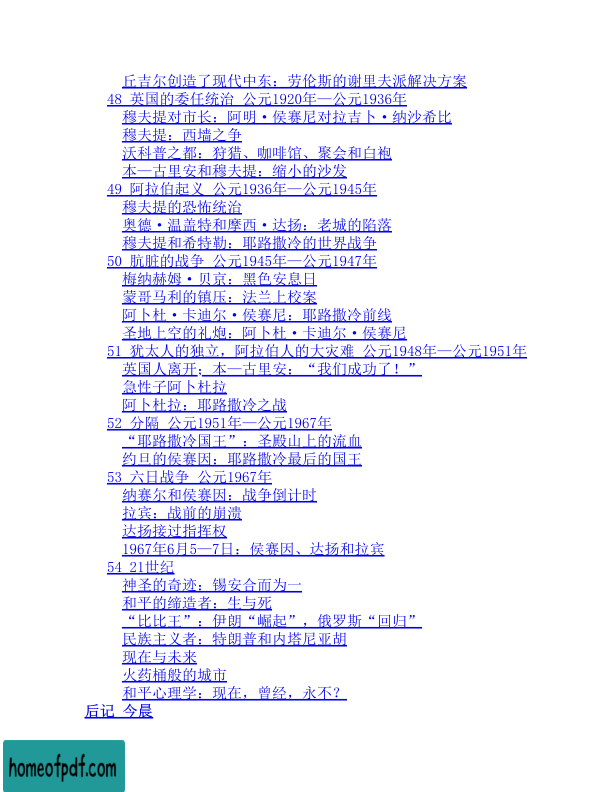 丘吉尔创造了现代中东：劳伦斯的谢里夫派解决方案
48 英国的委任统治 公元1920年—公元1936年
穆夫提对市长：阿明·侯赛尼对拉吉卜·纳沙希比
穆夫提：西墙之争
沃科普之都：狩猎、咖啡馆、聚会和白袍
本—古里安和穆夫提：缩小的沙发
49 阿拉伯起义 公元1936年—公元1945年
穆夫提的恐怖统治
奥德·温盖特和摩西·达扬：老城的陷落
穆夫提和希特勒：耶路撒冷的世界战争
50 肮脏的战争 公元1945年—公元1947年
梅纳赫姆·贝京：黑色安息日
蒙哥马利的镇压：法兰上校案
阿卜杜·卡迪尔·侯赛尼：耶路撒冷前线
圣地上空的礼炮：阿卜杜·卡迪尔·侯赛尼
51 犹太人的独立，阿拉伯人的大灾难 公元1948年—公元1951年
英国人离开；本—古里安：“我们成功了！”
急性子阿卜杜拉
阿卜杜拉：耶路撒冷之战
52 分隔 公元1951年—公元1967年
“耶路撒冷国王”：圣殿山上的流血
约旦的侯赛因：耶路撒冷最后的国王
53 六日战争 公元1967年
纳赛尔和侯赛因：战争倒计时
拉宾：战前的崩溃
达扬接过指挥权
1967年6月5—7日：侯赛因、达扬和拉宾
54 21世纪
神圣的奇迹：锡安合而为一
和平的缔造者：生与死
“比比王”：伊朗“崛起”，俄罗斯“回归”
民族主义者：特朗普和内塔尼亚胡
现在与未来
火药桶般的城市
和平心理学：现在，曾经，永不？
后记 今晨
homeofpdf.com